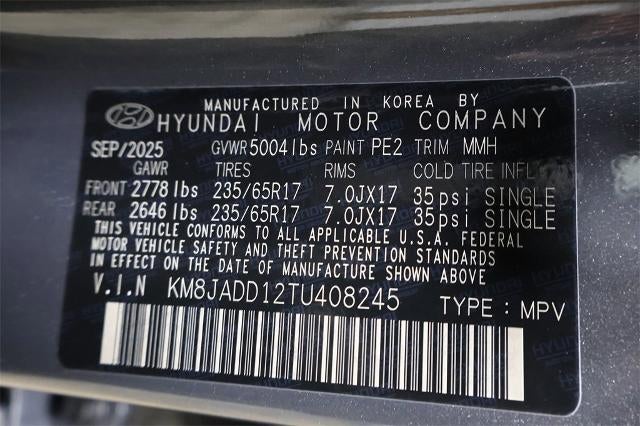 MANUFACTURED IN KOREA BY
HYUNDAI MOTOR COMPANY
SEP/2025 GVWR 5004lbs PAINT PE2 TRIM MMH
GAWR TIRES RIMS COLD TIRE INFL
FRONT 2778 lbs 235/65R17 7.0JX17 35psi SINGLE
REAR 2646 lbs 235/65R17 7.0JX17 35psi SINGLE
THIS VEHICLE CONFORMS TO ALL APPLICABLE U.S.A. FEDERAL
MOTOR VEHICLE SAFETY AND THEFT PREVENTION STANDARDS
IN EFFECT ON THE DATE OF MANUFACTURE SHOWN ABOVE
V.I.N KM8JADD12TU408245 TYPE: MPV